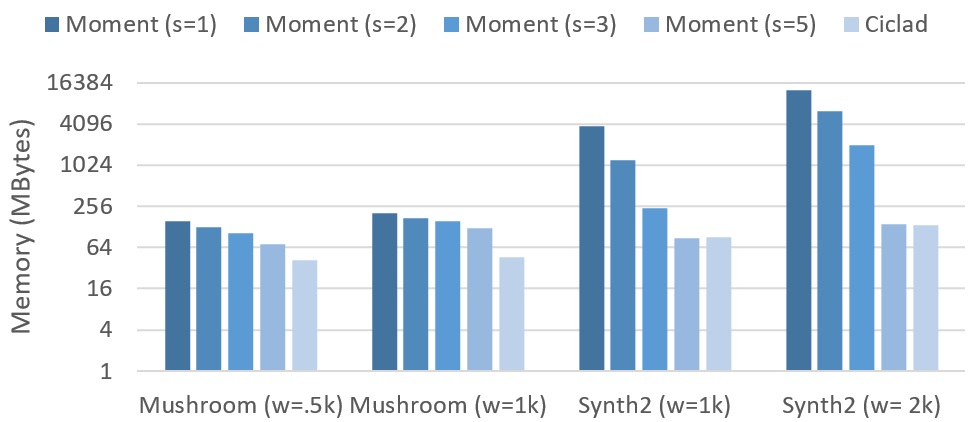 Moment (s=1) Moment (s=2) Moment (s=3) Moment (s=5) Ciclad
Memory (MBytes)
16384
4096
1024
256
64
16
4
1
Mushroom (w=.5k) Mushroom (w=1k) Synth2 (w=1k) Synth2 (w= 2k)